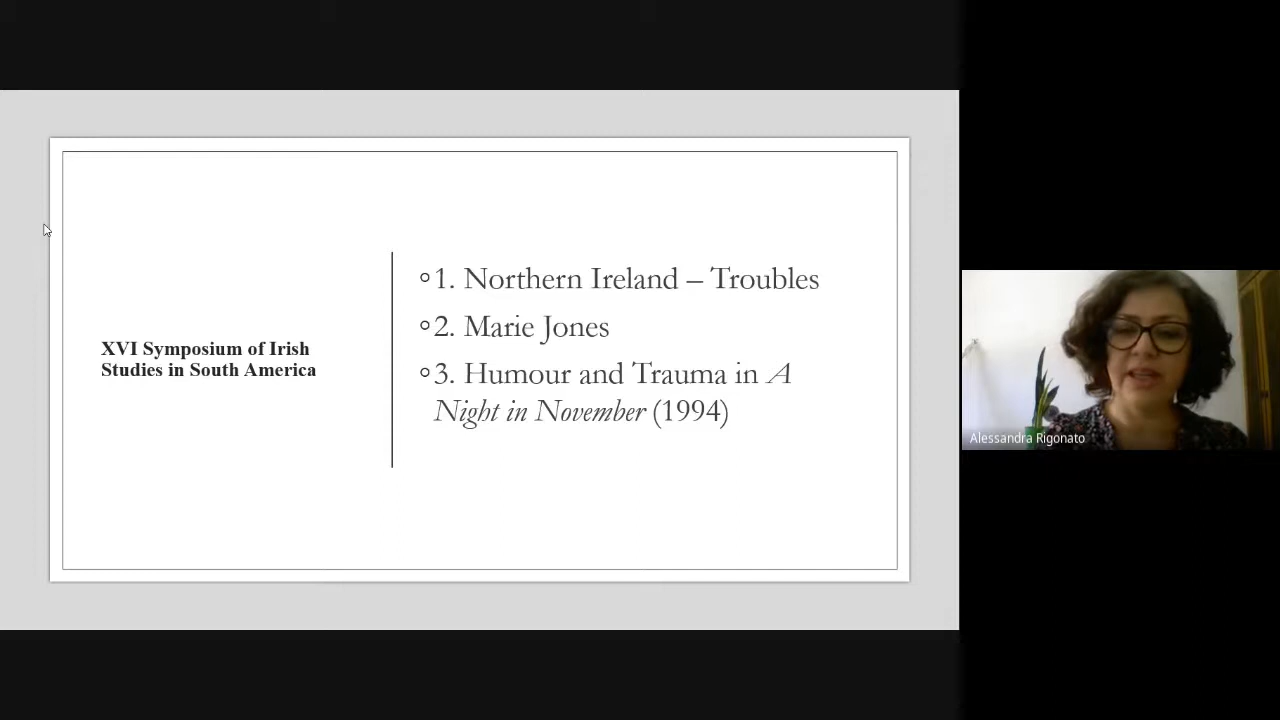 XVI Symposium of Irish
Studies in South America
1. Northern Ireland – Troubles
2. Marie Jones
3. Humour and Trauma in A
Night in November (1994)
Alessandra Rigonato